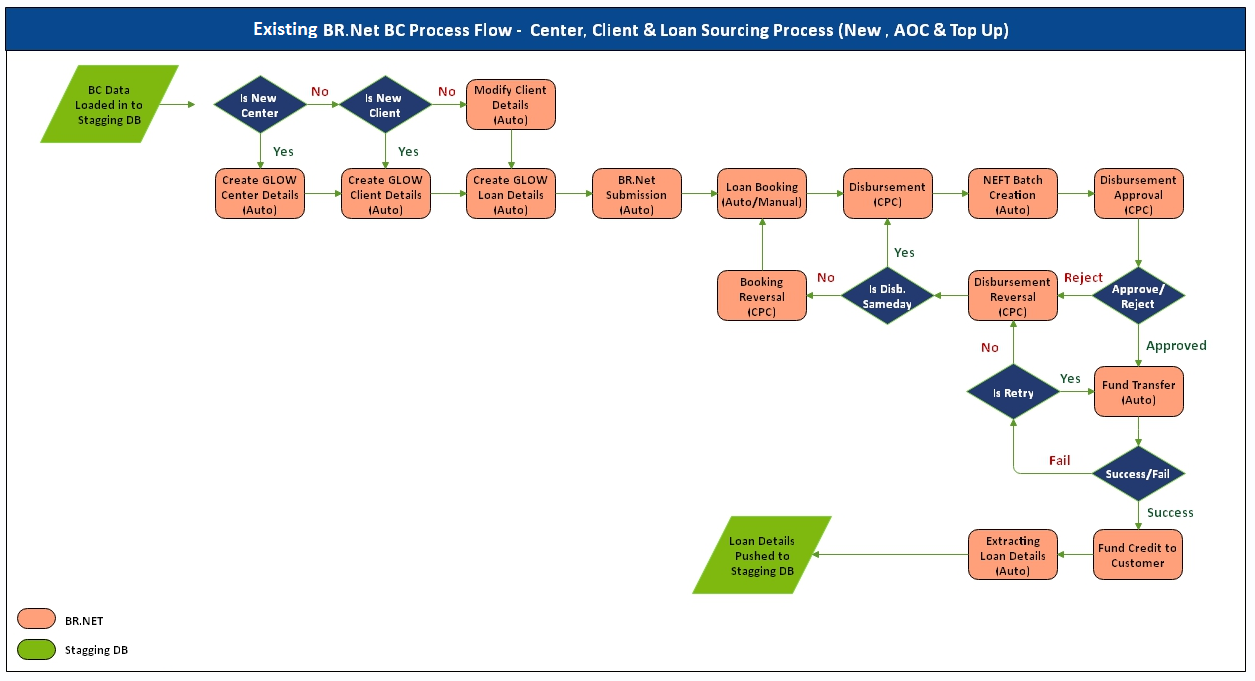 Existing BR.Net BC Process Flow - Center, Client & Loan Sourcing Process (New , AOC & Top Up)
BC Data
Loaded in to
Stagging DB
Is New
Center
No
Is New
Client
No
Modify Client
Details
(Auto)
Yes
Yes
Create GLOW
Center Details
(Auto)
Create GLOW
Client Details
(Auto)
Create GLOW
Loan Details
(Auto)
BR.Net
Submission
(Auto)
Loan Booking
(Auto/Manual)
Disbursement
(CPC)
NEFT Batch
Creation
(Auto)
Disbursement
Approval
(CPC)
Yes
Booking
Reversal
(CPC)
No
Is Disb.
Sameday
Disbursement
Reversal
(CPC)
Reject
Approve/
Reject
No
Approved
Is Retry
Yes
Fund Transfer
(Auto)
Fail
Success/Fail
Success
Loan Details
Pushed to
Stagging DB
Extracting
Loan Details
(Auto)
Fund Credit to
Customer
BR.NET
Stagging DB